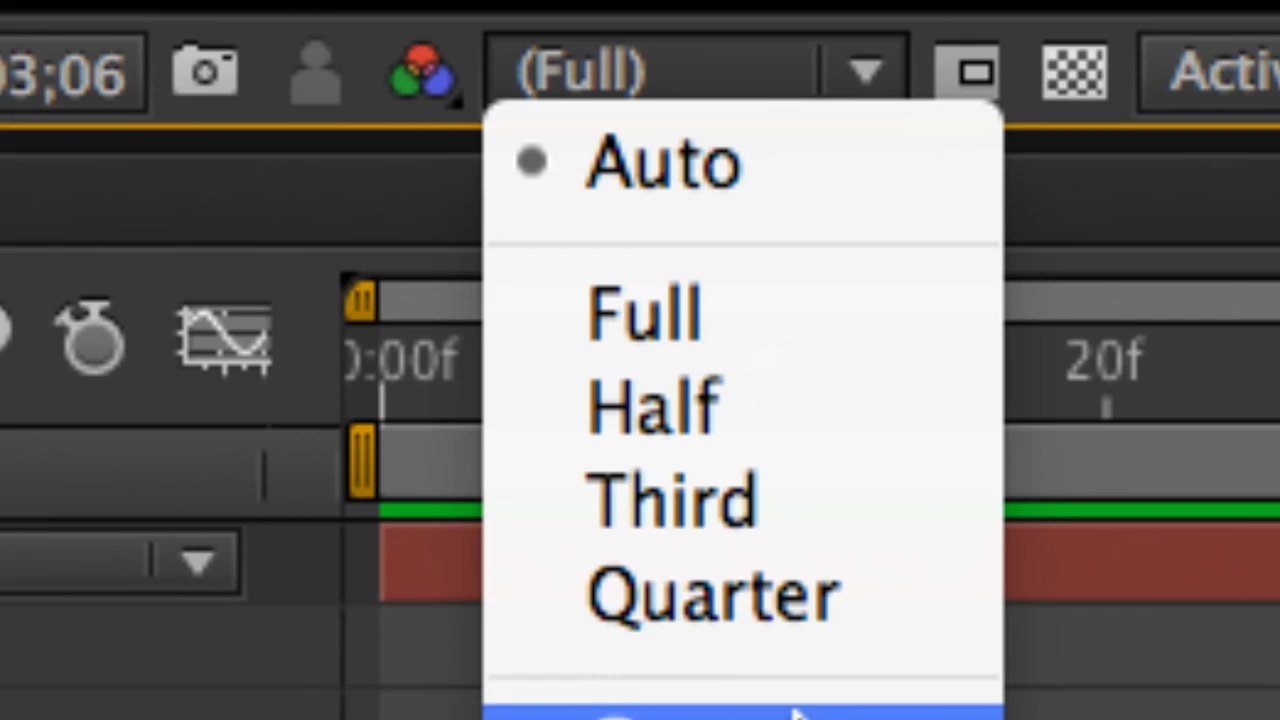 03;06 (Full) Activ
Auto
Full
0:00f 20f
Half
Third
Quarter